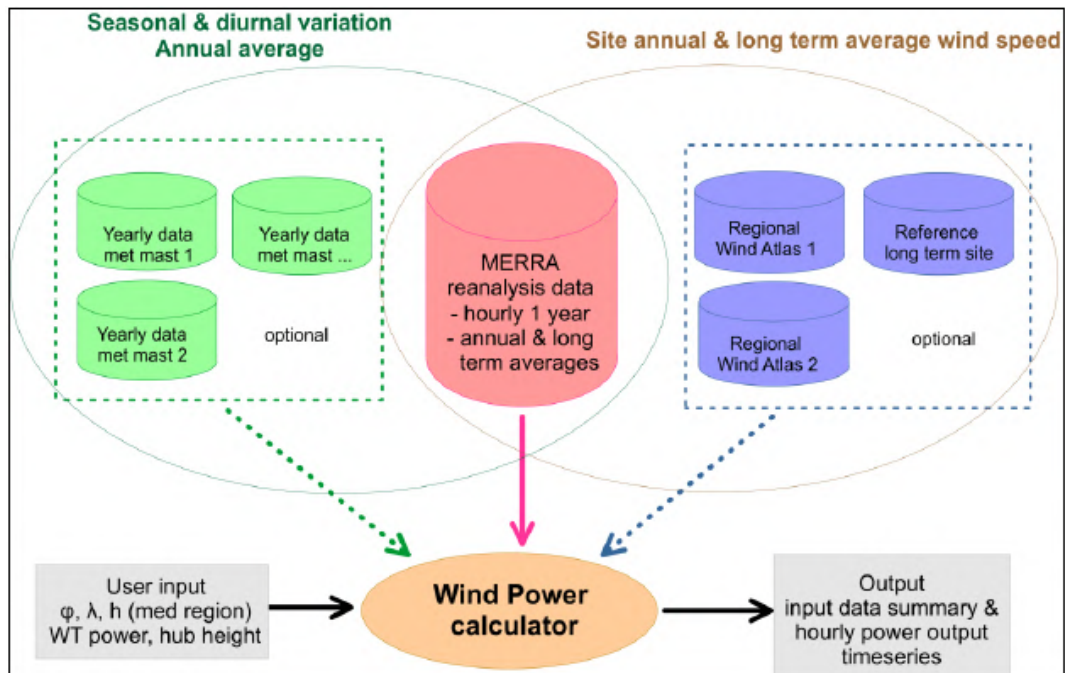 Seasonal & diurnal variation
Annual average
Site annual & long term average wind speed
Yearly data
met mast 1
Yearly data
met mast ...
Yearly data
met mast 2
optional
MERRA
reanalysis data
- hourly 1 year
- annual & long
term averages
Regional
Wind Atlas 1
Reference
long term site
Regional
Wind Atlas 2
optional
User input
φ, λ, h (med region)
WT power, hub height
Wind Power
calculator
Output
input data summary &
hourly power output
timeseries